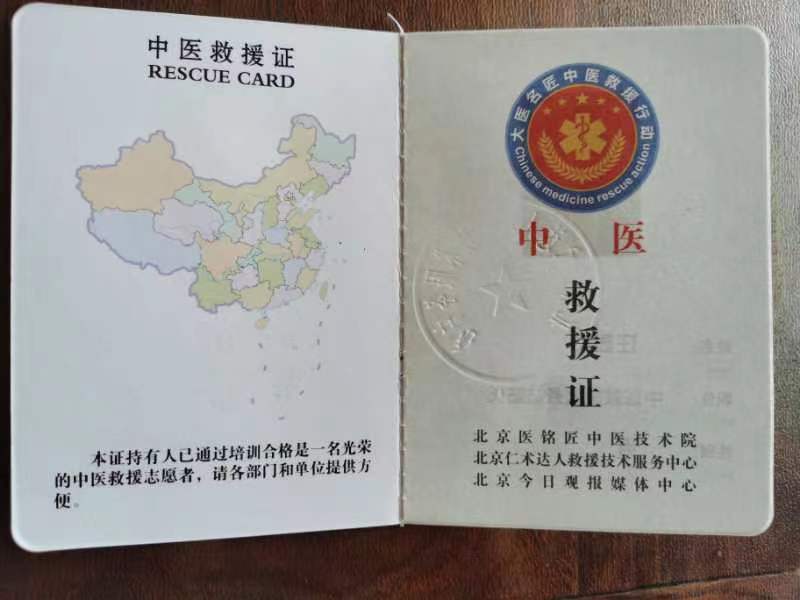 中医救援证
RESCUE CARD
本证持有人已通过培训合格是一名光荣
的中医救援志愿者，请各部门和单位提供方
便。
大医名匠中医救援行动
Chinese medicine rescue action
中医
救
援
证
北京医铭匠中医技术院
北京仁术达人救援技术服务中心
北京今日观报媒体中心